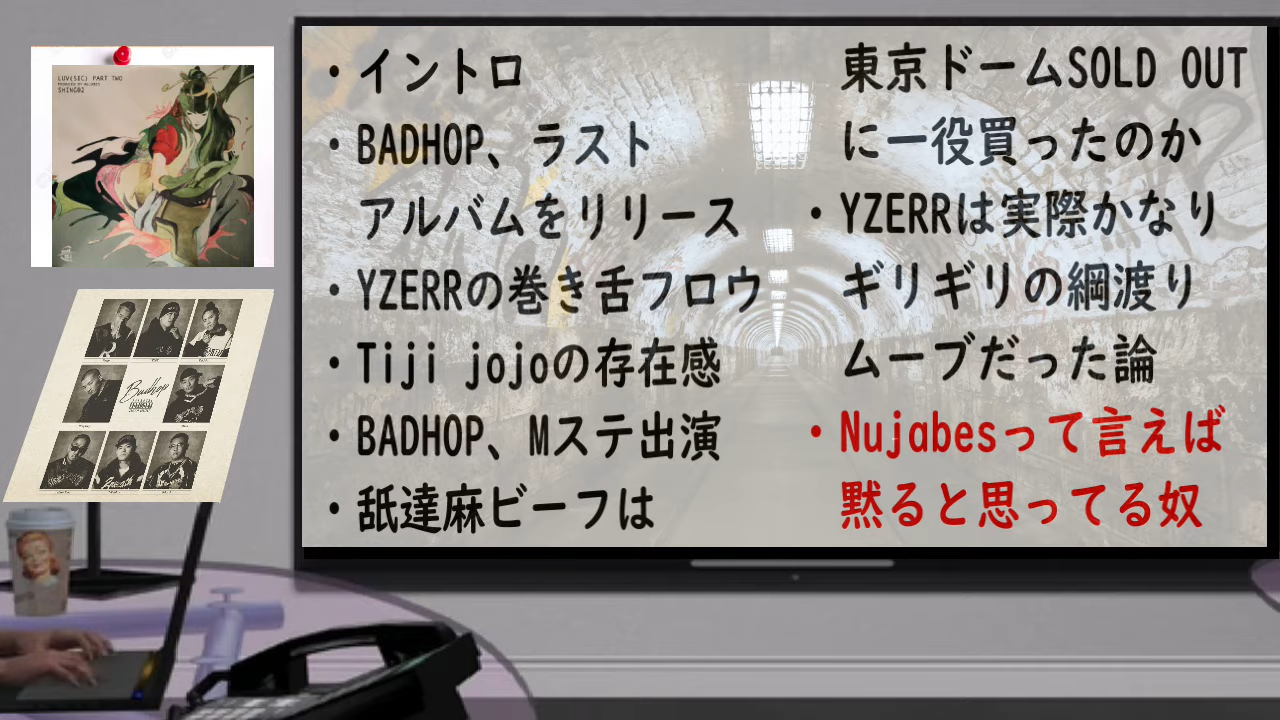 ・イントロ
・BADHOP、ラスト
アルバムをリリース
・YZERRの巻き舌フロウ
・Tiji jojoの存在感
・BADHOP、Mステ出演
・舐達麻ビーフは
東京ドームSOLD OUT
に一役買ったのか
・YZERRは実際かなり
ギリギリの綱渡り
ムーブだった論
・Nujabesって言えば
黙ると思ってる奴
LUV(SIC) PART TWO
PRODUCED BY NUJABES
SHING02
Badhop